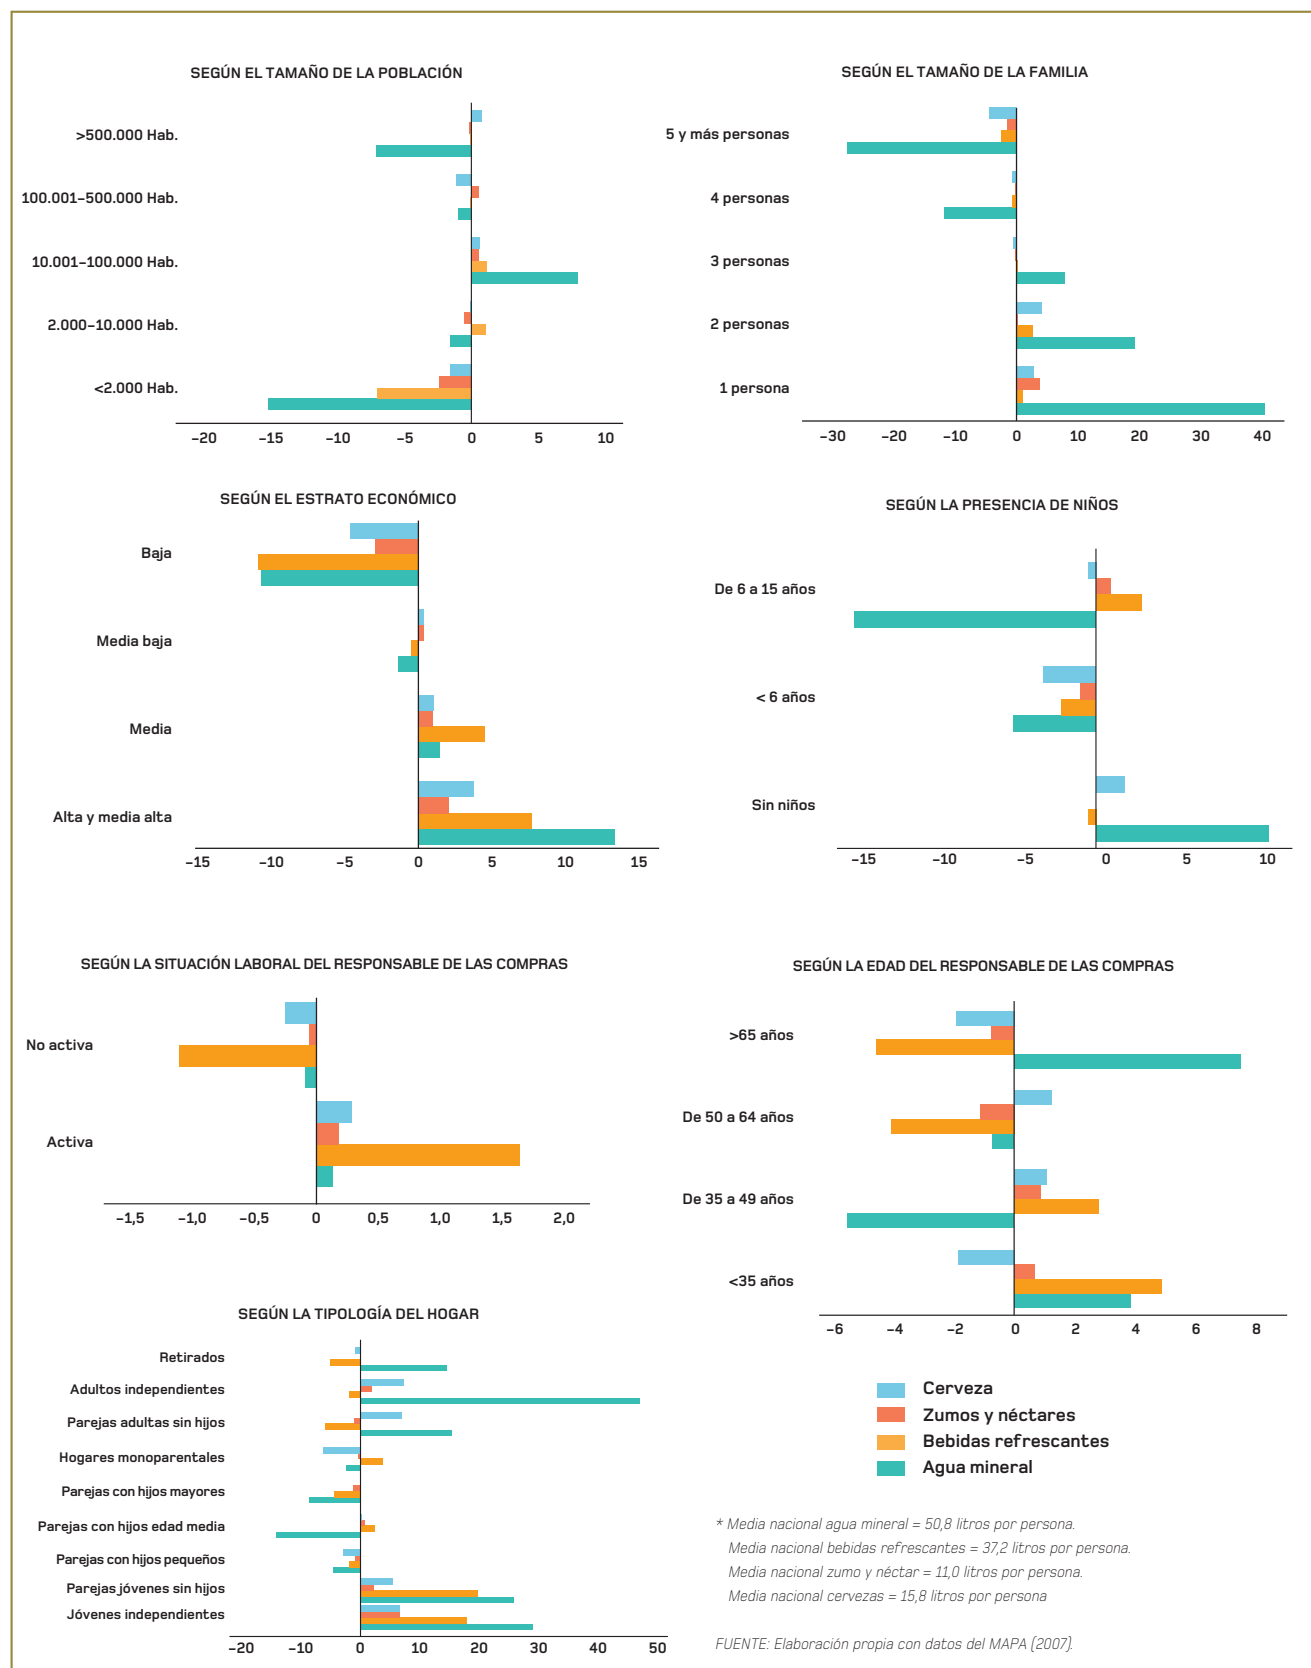 SEGÚN EL TAMAÑO DE LA POBLACIÓN
>500.000 Hab.
100.001–500.000 Hab.
10.001–100.000 Hab.
2.000–10.000 Hab.
<2.000 Hab.
–20 –15 –10 –5 0 5 10
SEGÚN EL TAMAÑO DE LA FAMILIA
5 y más personas
4 personas
3 personas
2 personas
1 persona
–30 –20 –10 0 10 20 30 40
SEGÚN EL ESTRATO ECONÓMICO
Baja
Media baja
Media
Alta y media alta
–15 –10 –5 0 5 10 15
SEGÚN LA PRESENCIA DE NIÑOS
De 6 a 15 años
< 6 años
Sin niños
–15 –10 –5 0 5 10
SEGÚN LA SITUACIÓN LABORAL DEL RESPONSABLE DE LAS COMPRAS
No activa
Activa
–1,5 –1,0 –0,5 0 0,5 1,0 1,5 2,0
SEGÚN LA EDAD DEL RESPONSABLE DE LAS COMPRAS
>65 años
De 50 a 64 años
De 35 a 49 años
<35 años
–6 –4 –2 0 2 4 6 8
SEGÚN LA TIPOLOGÍA DEL HOGAR
Retirados
Adultos independientes
Parejas adultas sin hijos
Hogares monoparentales
Parejas con hijos mayores
Parejas con hijos edad media
Parejas con hijos pequeños
Parejas jóvenes sin hijos
Jóvenes independientes
–20 –10 0 10 20 30 40 50
Cerveza
Zumos y néctares
Bebidas refrescantes
Agua mineral
* Media nacional agua mineral = 50,8 litros por persona.
Media nacional bebidas refrescantes = 37,2 litros por persona.
Media nacional zumo y néctar = 11,0 litros por persona.
Media nacional cervezas = 15,8 litros por persona
FUENTE: Elaboración propia con datos del MAPA (2007).